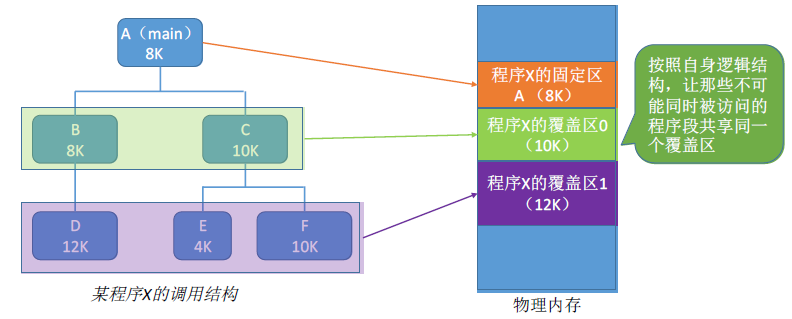 A（main）
8K
B
8K
C
10K
D
12K
E
4K
F
10K
某程序X的调用结构
程序X的固定区
A （8K）
程序X的覆盖区0
（10K）
程序X的覆盖区1
（12K）
物理内存
按照自身逻辑结
构，让那些不可
能同时被访问的
程序段共享同一
个覆盖区